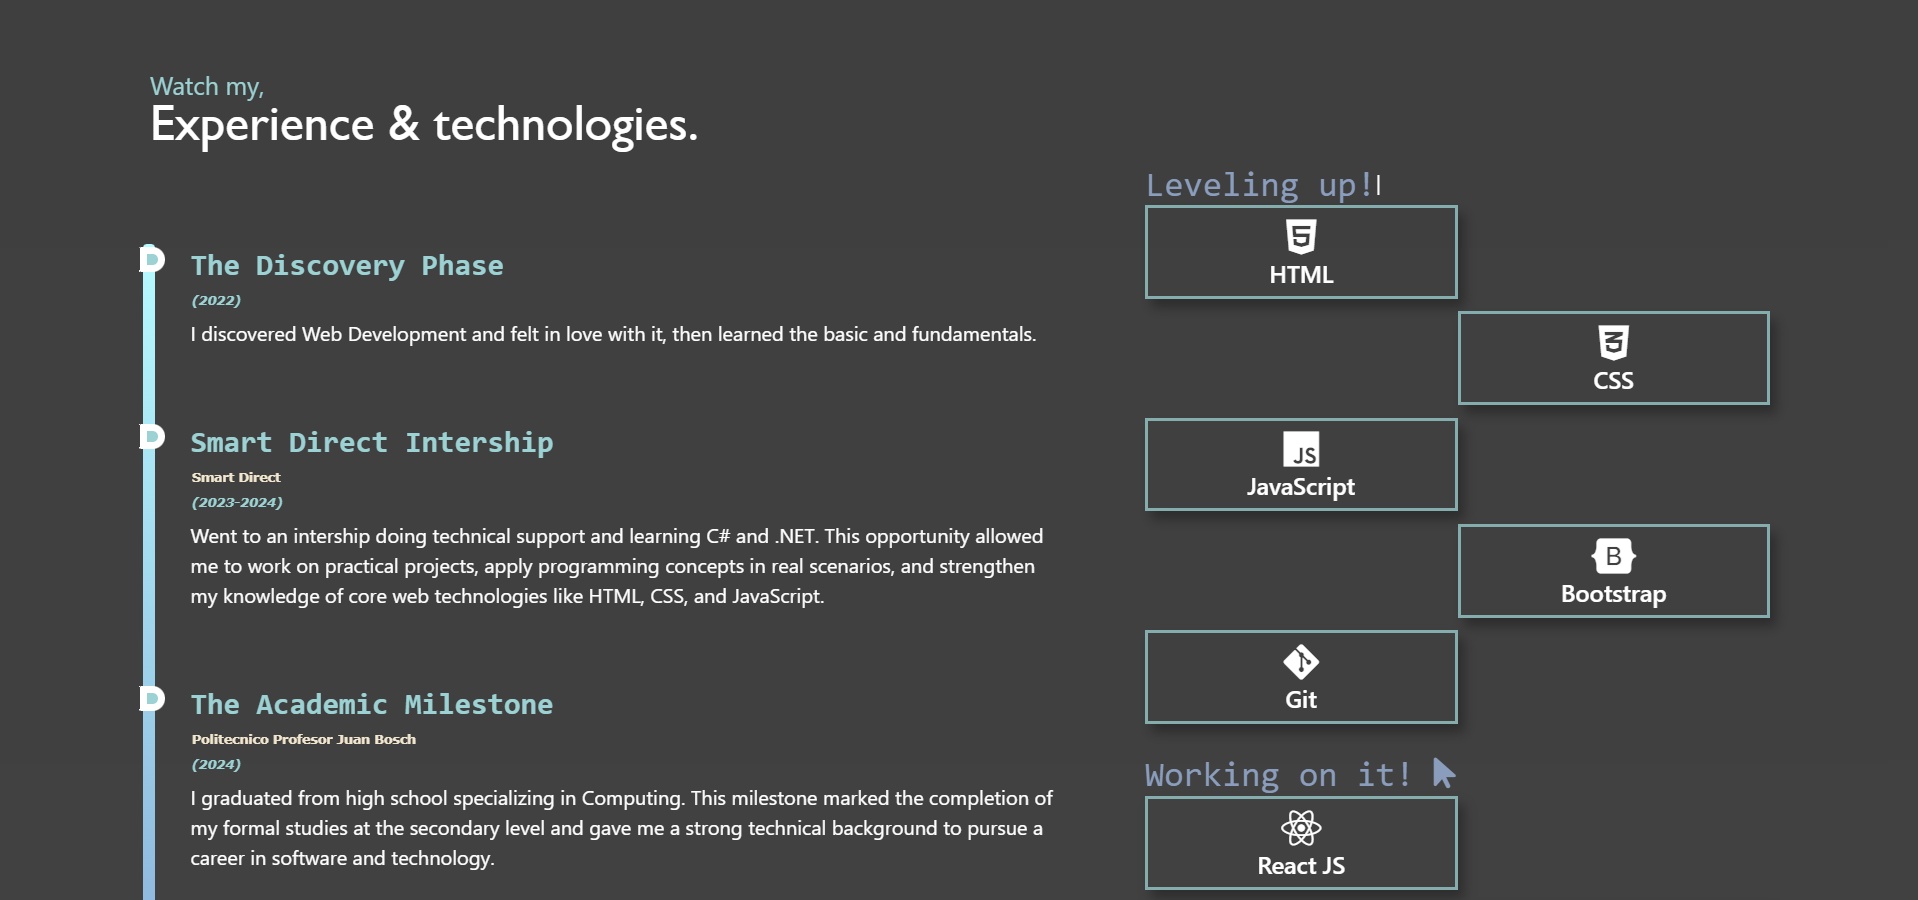 Watch my,
Experience & technologies.
The Discovery Phase
(2022)
I discovered Web Development and felt in love with it, then learned the basic and fundamentals.
Smart Direct Intership
Smart Direct
(2023-2024)
Went to an intership doing technical support and learning C# and .NET. This opportunity allowed
me to work on practical projects, apply programming concepts in real scenarios, and strengthen
my knowledge of core web technologies like HTML, CSS, and JavaScript.
The Academic Milestone
Politecnico Profesor Juan Bosch
(2024)
I graduated from high school specializing in Computing. This milestone marked the completion of
my formal studies at the secondary level and gave me a strong technical background to pursue a
career in software and technology.
Leveling up!
5
HTML
3
CSS
JS
JavaScript
B
Bootstrap
Git
Working on it!
React JS